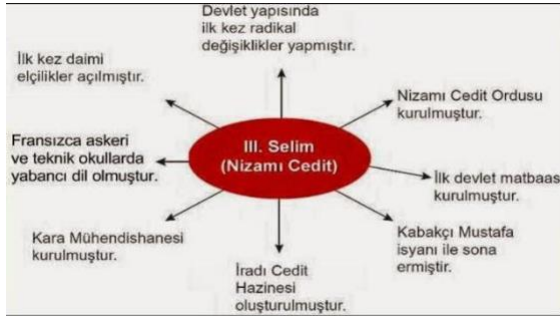 Devlet yapısında
ilk kez radikal
değişiklikler yapmıştır.
İlk kez daimi
elçilikler açılmıştır.
Nizamı Cedit Ordusu
kurulmuştur.
III. Selim
(Nizamı Cedit)
Fransızca askeri
ve teknik okullarda
yabancı dil olmuştur.
İlk devlet matbaas
kurulmuştur.
Kara Mühendishanesi
kurulmuştur.
Kabakçı Mustafa
isyanı ile sona
ermiştir.
İradı Cedit
Hazinesi
oluşturulmuştur.